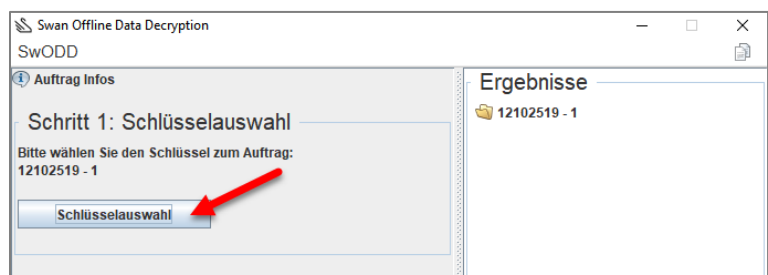 Swan Offline Data Decryption
SwODD
Auftrag Infos
Schritt 1: Schlüsselauswahl
Bitte wählen Sie den Schlüssel zum Auftrag:
12102519 - 1
Schlüsselauswahl
Ergebnisse
12102519 - 1